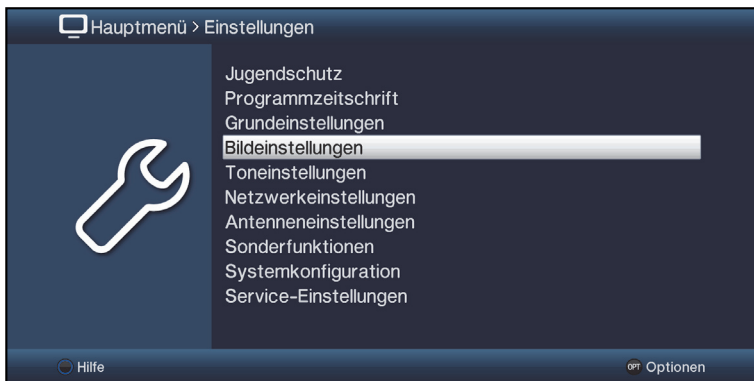 Hauptmenü > Einstellungen
Jugendschutz
Programmzeitschrift
Grundeinstellungen
Bildeinstellungen
Toneinstellungen
Netzwerkeinstellungen
Antenneneinstellungen
Sonderfunktionen
Systemkonfiguration
Service-Einstellungen
Hilfe OPT Optionen